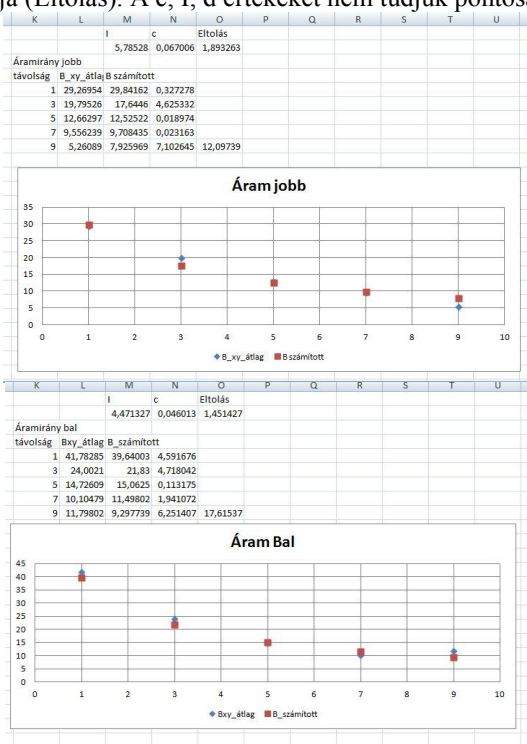 ja (Eltolás). A c, I, d értékeket nem tudjuk pontosa
K L M N O P Q R S T U
I c Eltolás
5,78528 0,067006 1,893263
Áramirány jobb
távolság B_xy_átlag B számított
1 29,26954 29,84162 0,327278
3 19,79526 17,6446 4,625332
5 12,66297 12,52522 0,018974
7 9,556239 9,708435 0,023163
9 5,26089 7,925969 7,102645 12,09739
Áram jobb
35
30
25
20
15
10
5
0
0 1 2 3 4 5 6 7 8 9 10
B_xy_átlag B számított
K L M N O P Q R S T U
I c Eltolás
4,471327 0,046013 1,451427
Áramirány bal
távolság Bxy_átlag B_számított
1 41,78285 39,64003 4,591676
3 24,0021 21,83 4,718042
5 14,72609 15,0625 0,113175
7 10,10479 11,49802 1,941072
9 11,79802 9,297739 6,251407 17,61537
Áram Bal
45
40
35
30
25
20
15
10
5
0
0 1 2 3 4 5 6 7 8 9 10
Bxy_átlag B_számított